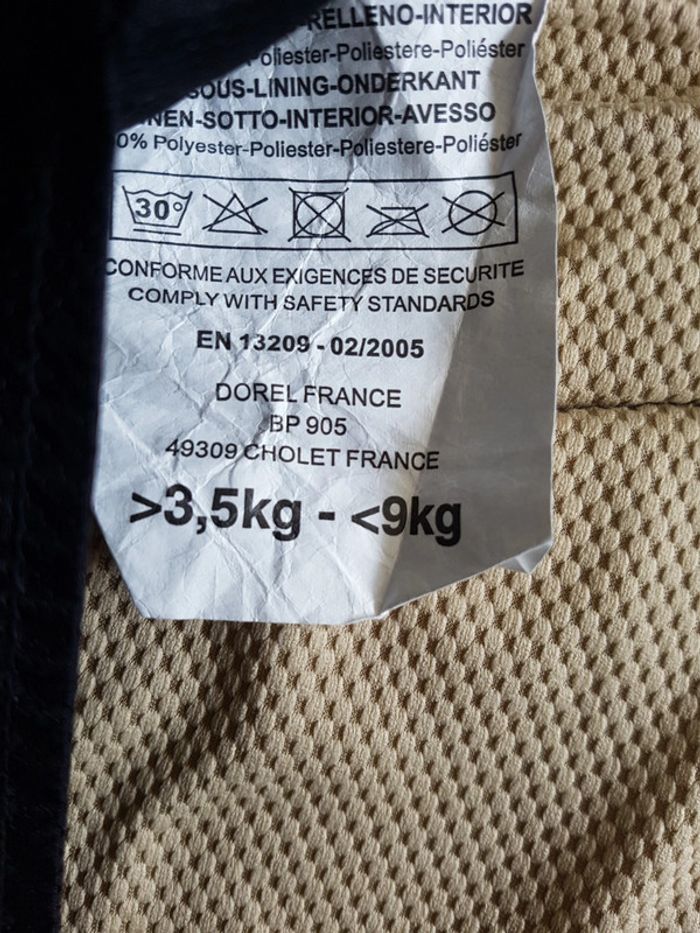 RELLENO-INTERIOR
Poliester-Poliestere-Poliéster
SOUS-LINING-ONDERKANT
NEN-SOTTO-INTERIOR-AVESSO
0% Polyester-Poliester-Poliestere-Poliéster
30°
CONFORME AUX EXIGENCES DE SECURITE
COMPLY WITH SAFETY STANDARDS
EN 13209 - 02/2005
DOREL FRANCE
BP 905
49309 CHOLET FRANCE
>3,5kg - <9kg